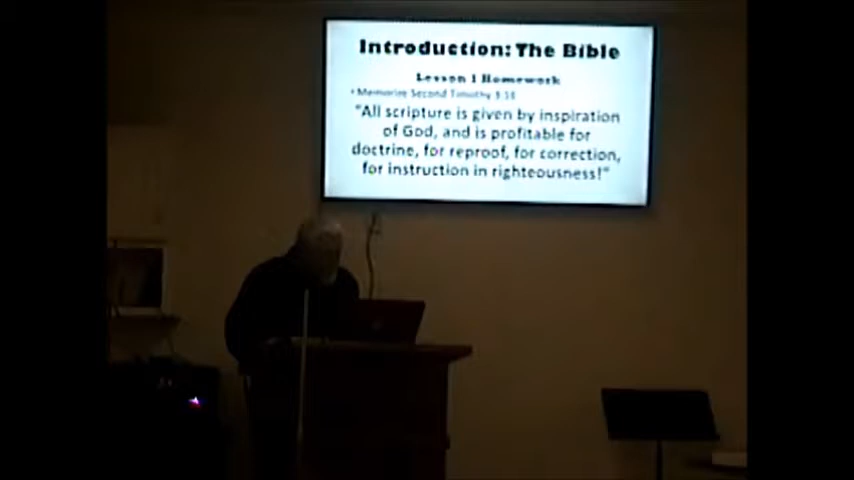 Introduction: The Bible
Lesson 1 Homework
• Memorize Second Timothy 3:16
"All scripture is given by inspiration
of God, and is profitable for
doctrine, for reproof, for correction,
for instruction in righteousness!"